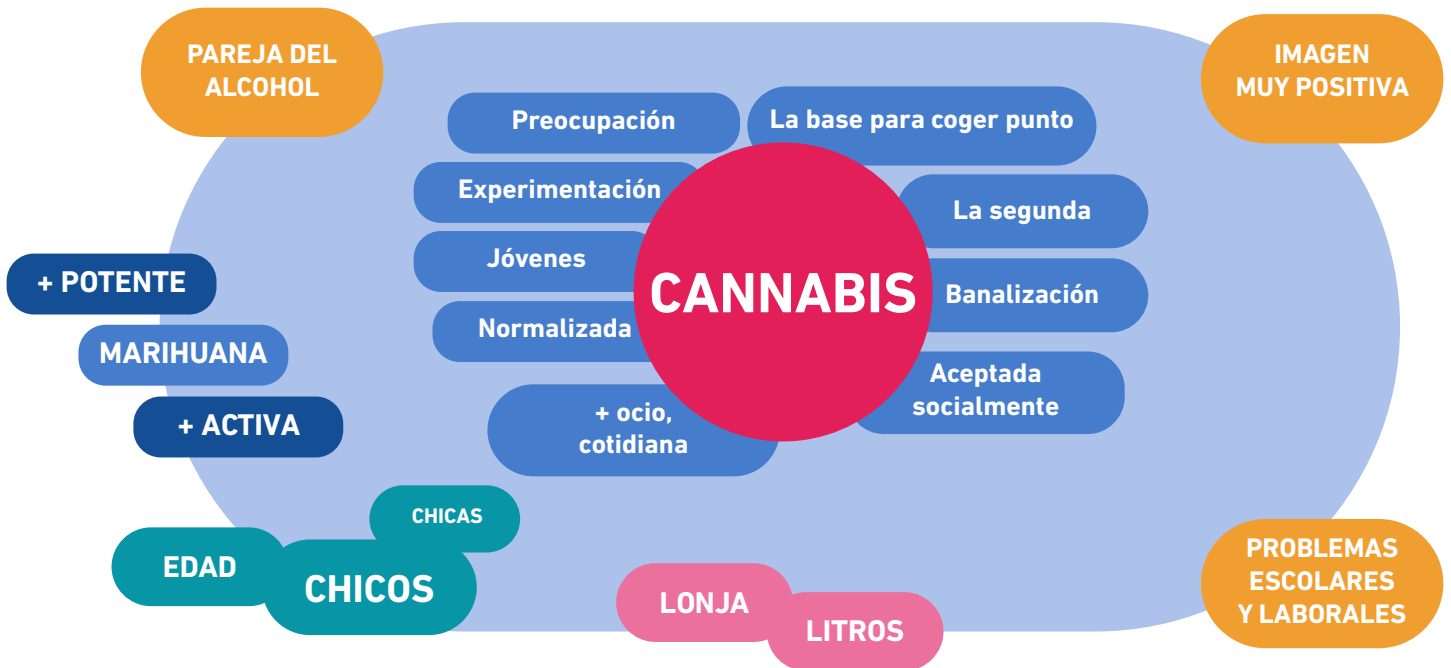 PAREJA DEL
ALCOHOL
IMAGEN
MUY POSITIVA
Preocupación
La base para coger punto
Experimentación
La segunda
Jóvenes
CANNABIS
Banalización
Normalizada
Aceptada
socialmente
+ ocio,
cotidiana
+ POTENTE
MARIHUANA
+ ACTIVA
CHICAS
EDAD
CHICOS
LONJA
LITROS
PROBLEMAS
ESCOLARES
Y LABORALES